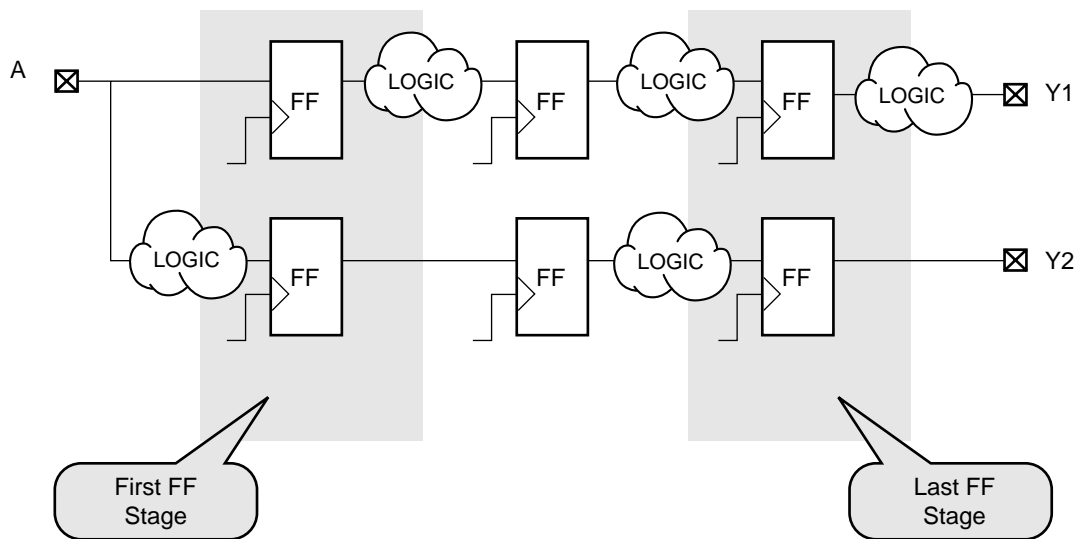 A
FF
LOGIC
FF
LOGIC
FF
LOGIC
Y1
LOGIC
FF
FF
LOGIC
FF
Y2
First FF
Stage
Last FF
Stage